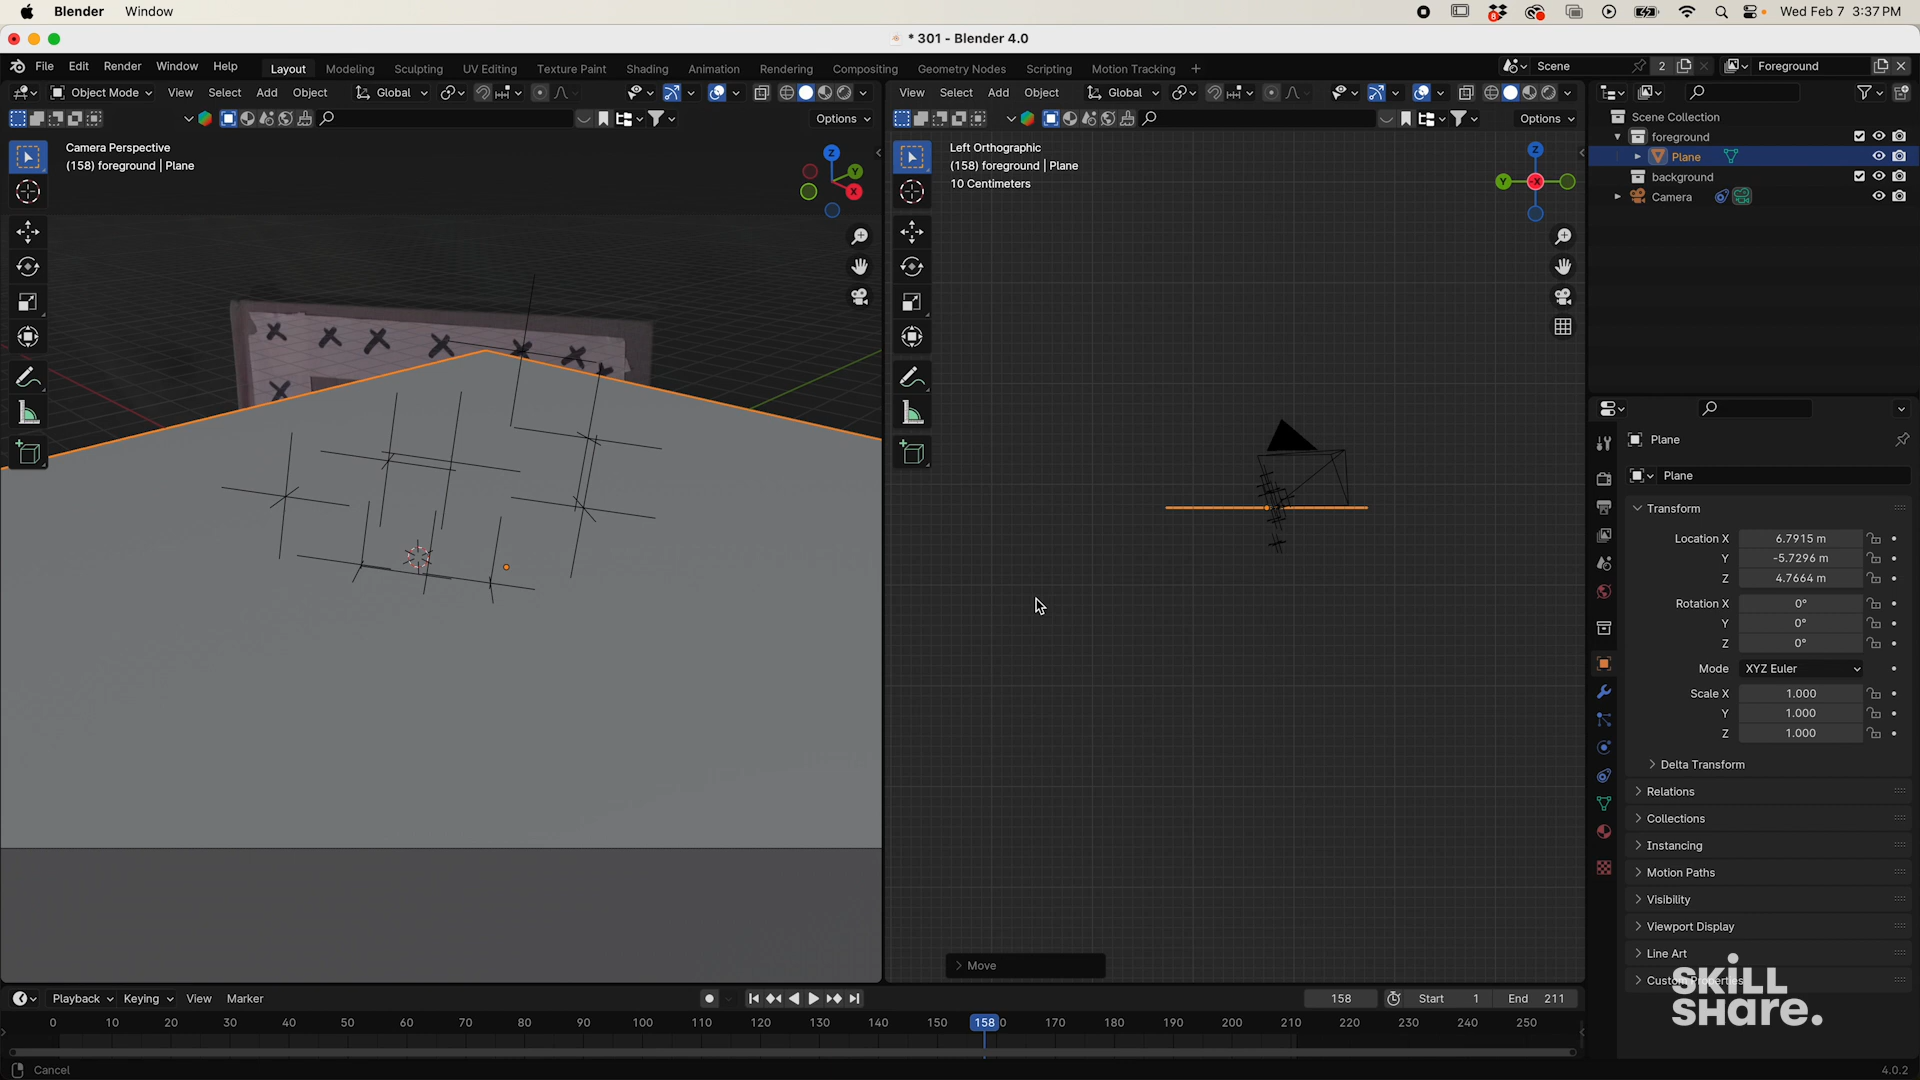 Blender Window
8
Wed Feb 7 3:37 PM
* 301 - Blender 4.0
File Edit Render Window Help
Layout Modeling Sculpting UV Editing Texture Paint Shading Animation Rendering Compositing Geometry Nodes Scripting Motion Tracking +
Scene 2 Foreground
Object Mode View Select Add Object Global
View Select Add Object Global
Options
Options
Camera Perspective
(158) foreground | Plane
Z
Y
X
Left Orthographic
(158) foreground | Plane
10 Centimeters
Z
Y
-X
Scene Collection
foreground
Plane
background
Camera
Plane
Plane
Transform
Location X 6.7915 m
Y -5.7296 m
Z 4.7664 m
Rotation X 0°
Y 0°
Z 0°
Mode XYZ Euler
Scale X 1.000
Y 1.000
Z 1.000
Delta Transform
Relations
Collections
Instancing
Motion Paths
Visibility
Viewport Display
Line Art
Custom Properties
SKILL
SHare.
Move
Playback Keying View Marker
158 Start 1 End 211
0 10 20 30 40 50 60 70 80 90 100 110 120 130 140 150 158 0 170 180 190 200 210 220 230 240 250
Cancel
4.0.2